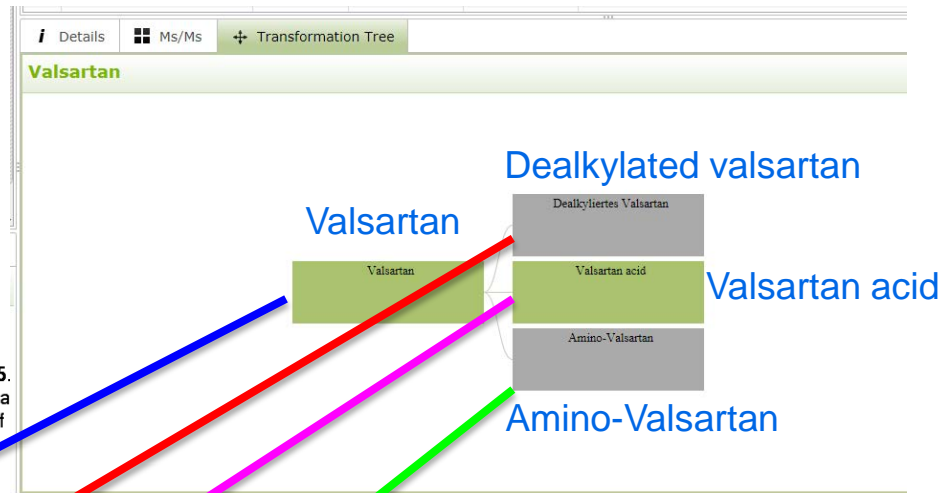 i Details Ms/Ms Transformation Tree
Valsartan
Dealkylated valsartan
Dealkyliertes Valsartan
Valsartan
Valsartan
Valsartan acid
Valsartan acid
Amino-Valsartan
Amino-Valsartan
5.
a
f